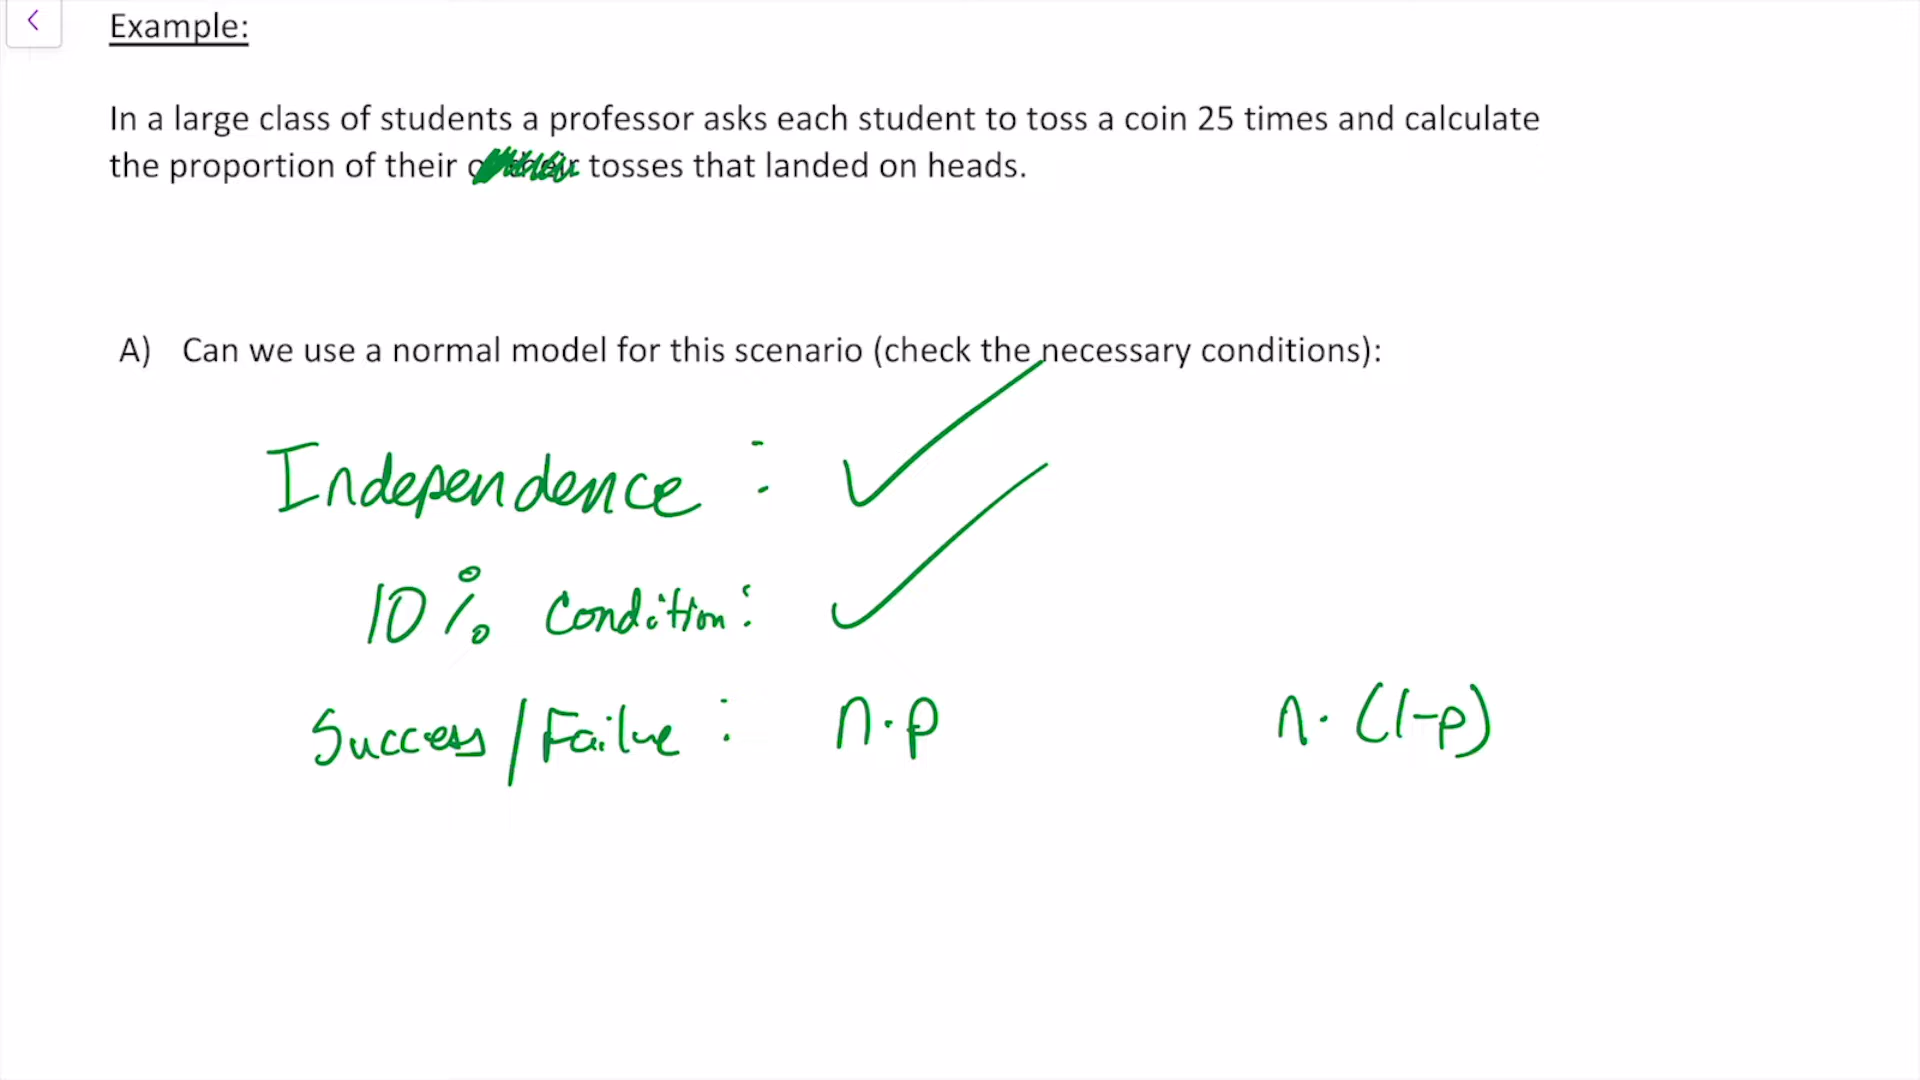 Example:
In a large class of students a professor asks each student to toss a coin 25 times and calculate
the proportion of their tosses that landed on heads.
A) Can we use a normal model for this scenario (check the necessary conditions):
Independence : ✓
10% Condition: ✓
Success/Failure : n·p n·(1-p)